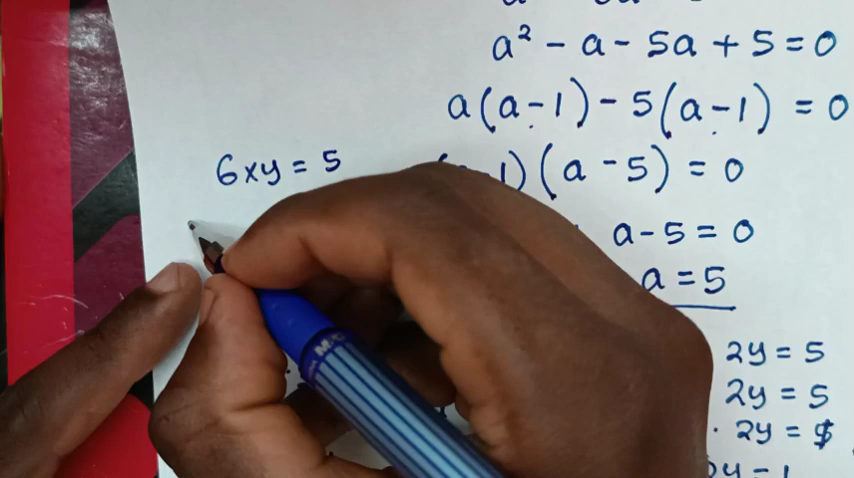 a² - a - 5a + 5 = 0
a(a-1) - 5(a-1) = 0
6xy = 5
1)(a - 5) = 0
a - 5 = 0
a = 5
2y = 5
2y = 5
2y = $